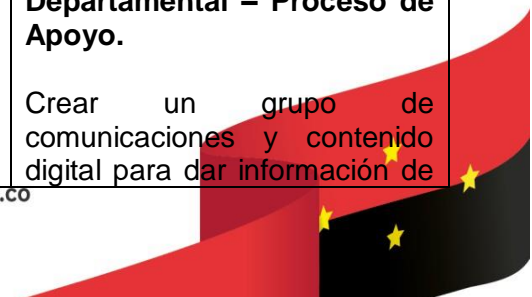 Departamental – Proceso de
Apoyo.
Crear un grupo de
comunicaciones y contenido
digital para dar información de
.co